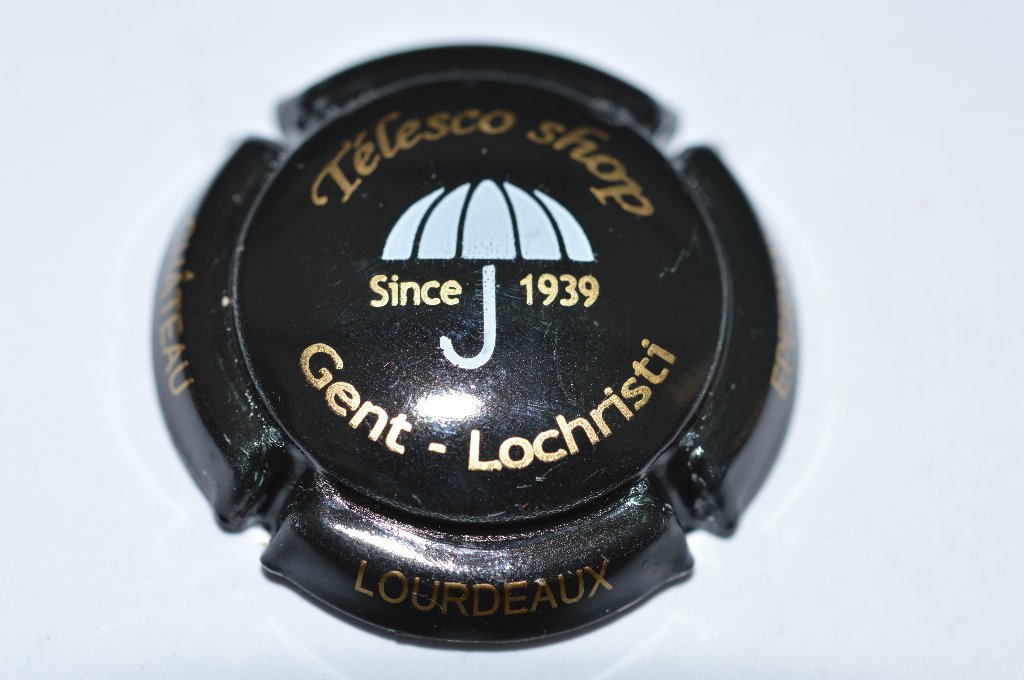 Télesco shop
Since 1939
Gent - Lochristi
LOURDEAUX